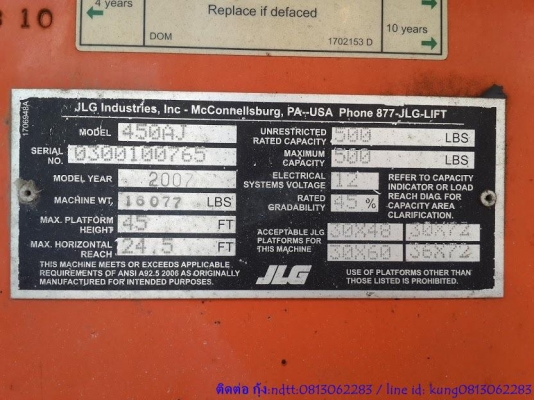 4 years
Replace if defaced
10 years
DOM 1702153 D
3 10
1706948A
JLG Industries, Inc - McConnellsburg, PA-USA Phone 877-JLG-LIFT
MODEL 450AJ
SERIAL NO. 0300100765
MODEL YEAR 2007
MACHINE WT. 16077 LBS
MAX. PLATFORM HEIGHT 45 FT
MAX. HORIZONTAL REACH 24.5 FT
THIS MACHINE MEETS OR EXCEEDS APPLICABLE
REQUIREMENTS OF ANSI A92.5 2006 AS ORIGINALLY
MANUFACTURED FOR INTENDED PURPOSES.
UNRESTRICTED RATED CAPACITY 500 LBS
MAXIMUM CAPACITY 500 LBS
ELECTRICAL SYSTEMS VOLTAGE 12
RATED GRADABILITY 45 %
REFER TO CAPACITY
INDICATOR OR LOAD
REACH DIAG. FOR
CAPACITY AREA
CLARIFICATION.
ACCEPTABLE JLG
PLATFORMS FOR
THIS MACHINE
30X48 30X72
30X60 36X72
JLG
USE OF PLATFORMS OTHER THAN
THOSE LISTED IS PROHIBITED.
ติดต่อ กุ้ง:ndtt:0813062283 / line id: kung0813062283